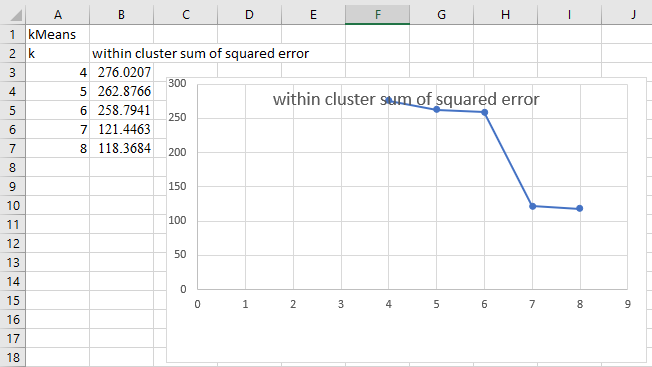 A B C D E F G H I J
1 kMeans
2 k within cluster sum of squared error
3 4 276.0207
4 5 262.8766
5 6 258.7941
6 7 121.4463
7 8 118.3684
8
9
10
11
12
13
14
15
16
17
18
within cluster sum of squared error
300
250
200
150
100
50
0
0 1 2 3 4 5 6 7 8 9